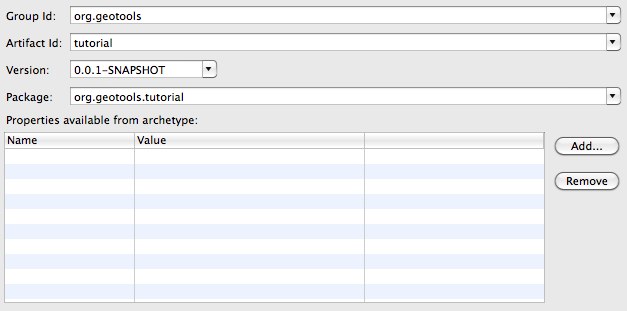 Group Id: org.geotools
Artifact Id: tutorial
Version: 0.0.1-SNAPSHOT
Package: org.geotools.tutorial
Properties available from archetype:
Name Value
Add...
Remove